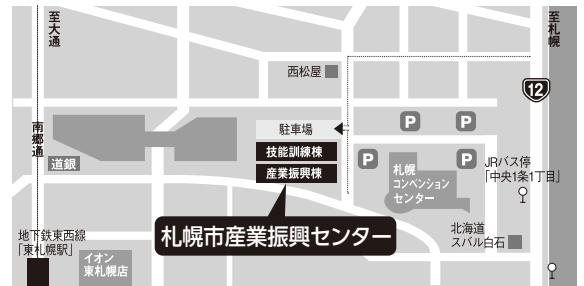 至大通
至札幌
西松屋
12
南郷通
駐車場
P
P
技能訓練棟
道銀
産業振興棟
P
P
札幌
コンベンション
センター
JRバス停
「中央1条1丁目」
札幌市産業振興センター
北海道
スバル白石
地下鉄東西線
「東札幌駅」
イオン
東札幌店